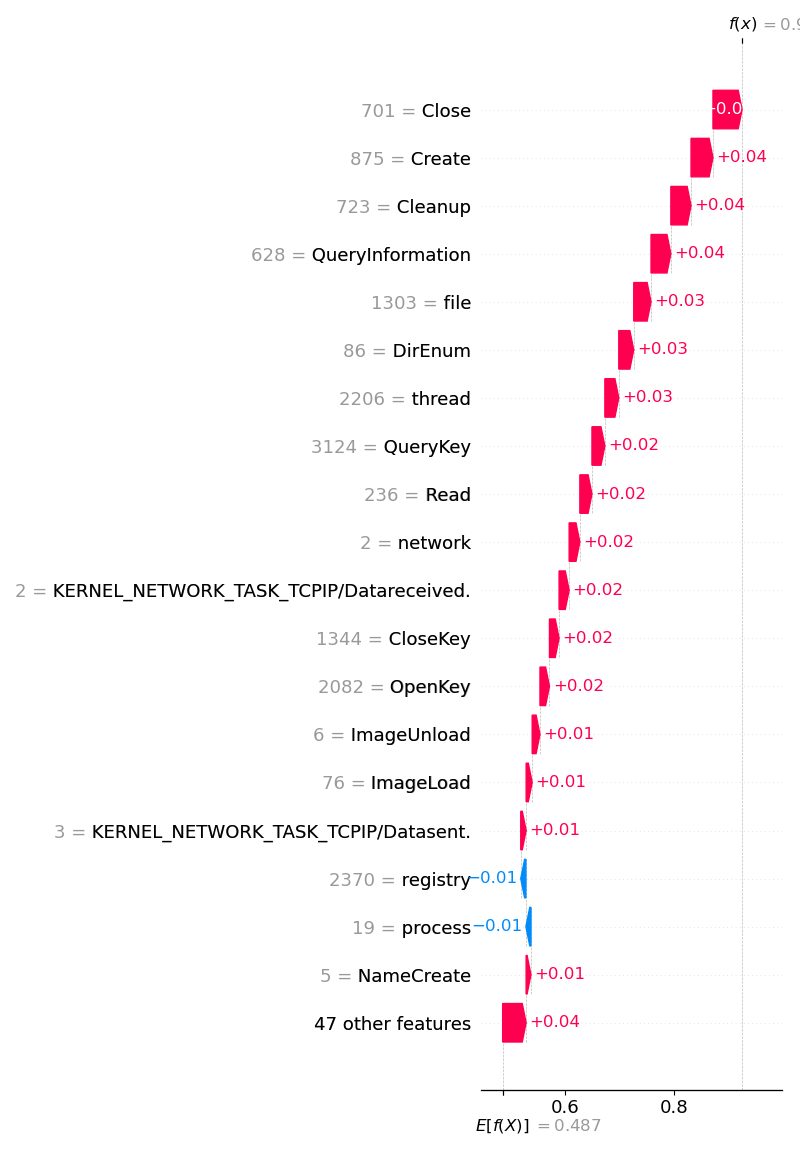 f(x) = 0.9
701 = Close
+0.0
875 = Create
+0.04
723 = Cleanup
+0.04
628 = QueryInformation
+0.04
1303 = file
+0.03
86 = DirEnum
+0.03
2206 = thread
+0.03
3124 = QueryKey
+0.02
236 = Read
+0.02
2 = network
+0.02
2 = KERNEL_NETWORK_TASK_TCPIP/Datareceived.
+0.02
1344 = CloseKey
+0.02
2082 = OpenKey
+0.02
6 = ImageUnload
+0.01
76 = ImageLoad
+0.01
3 = KERNEL_NETWORK_TASK_TCPIP/Datasent.
+0.01
2370 = registry
−0.01
19 = process
−0.01
5 = NameCreate
+0.01
47 other features
+0.04
0.6 0.8
E[f(X)] = 0.487